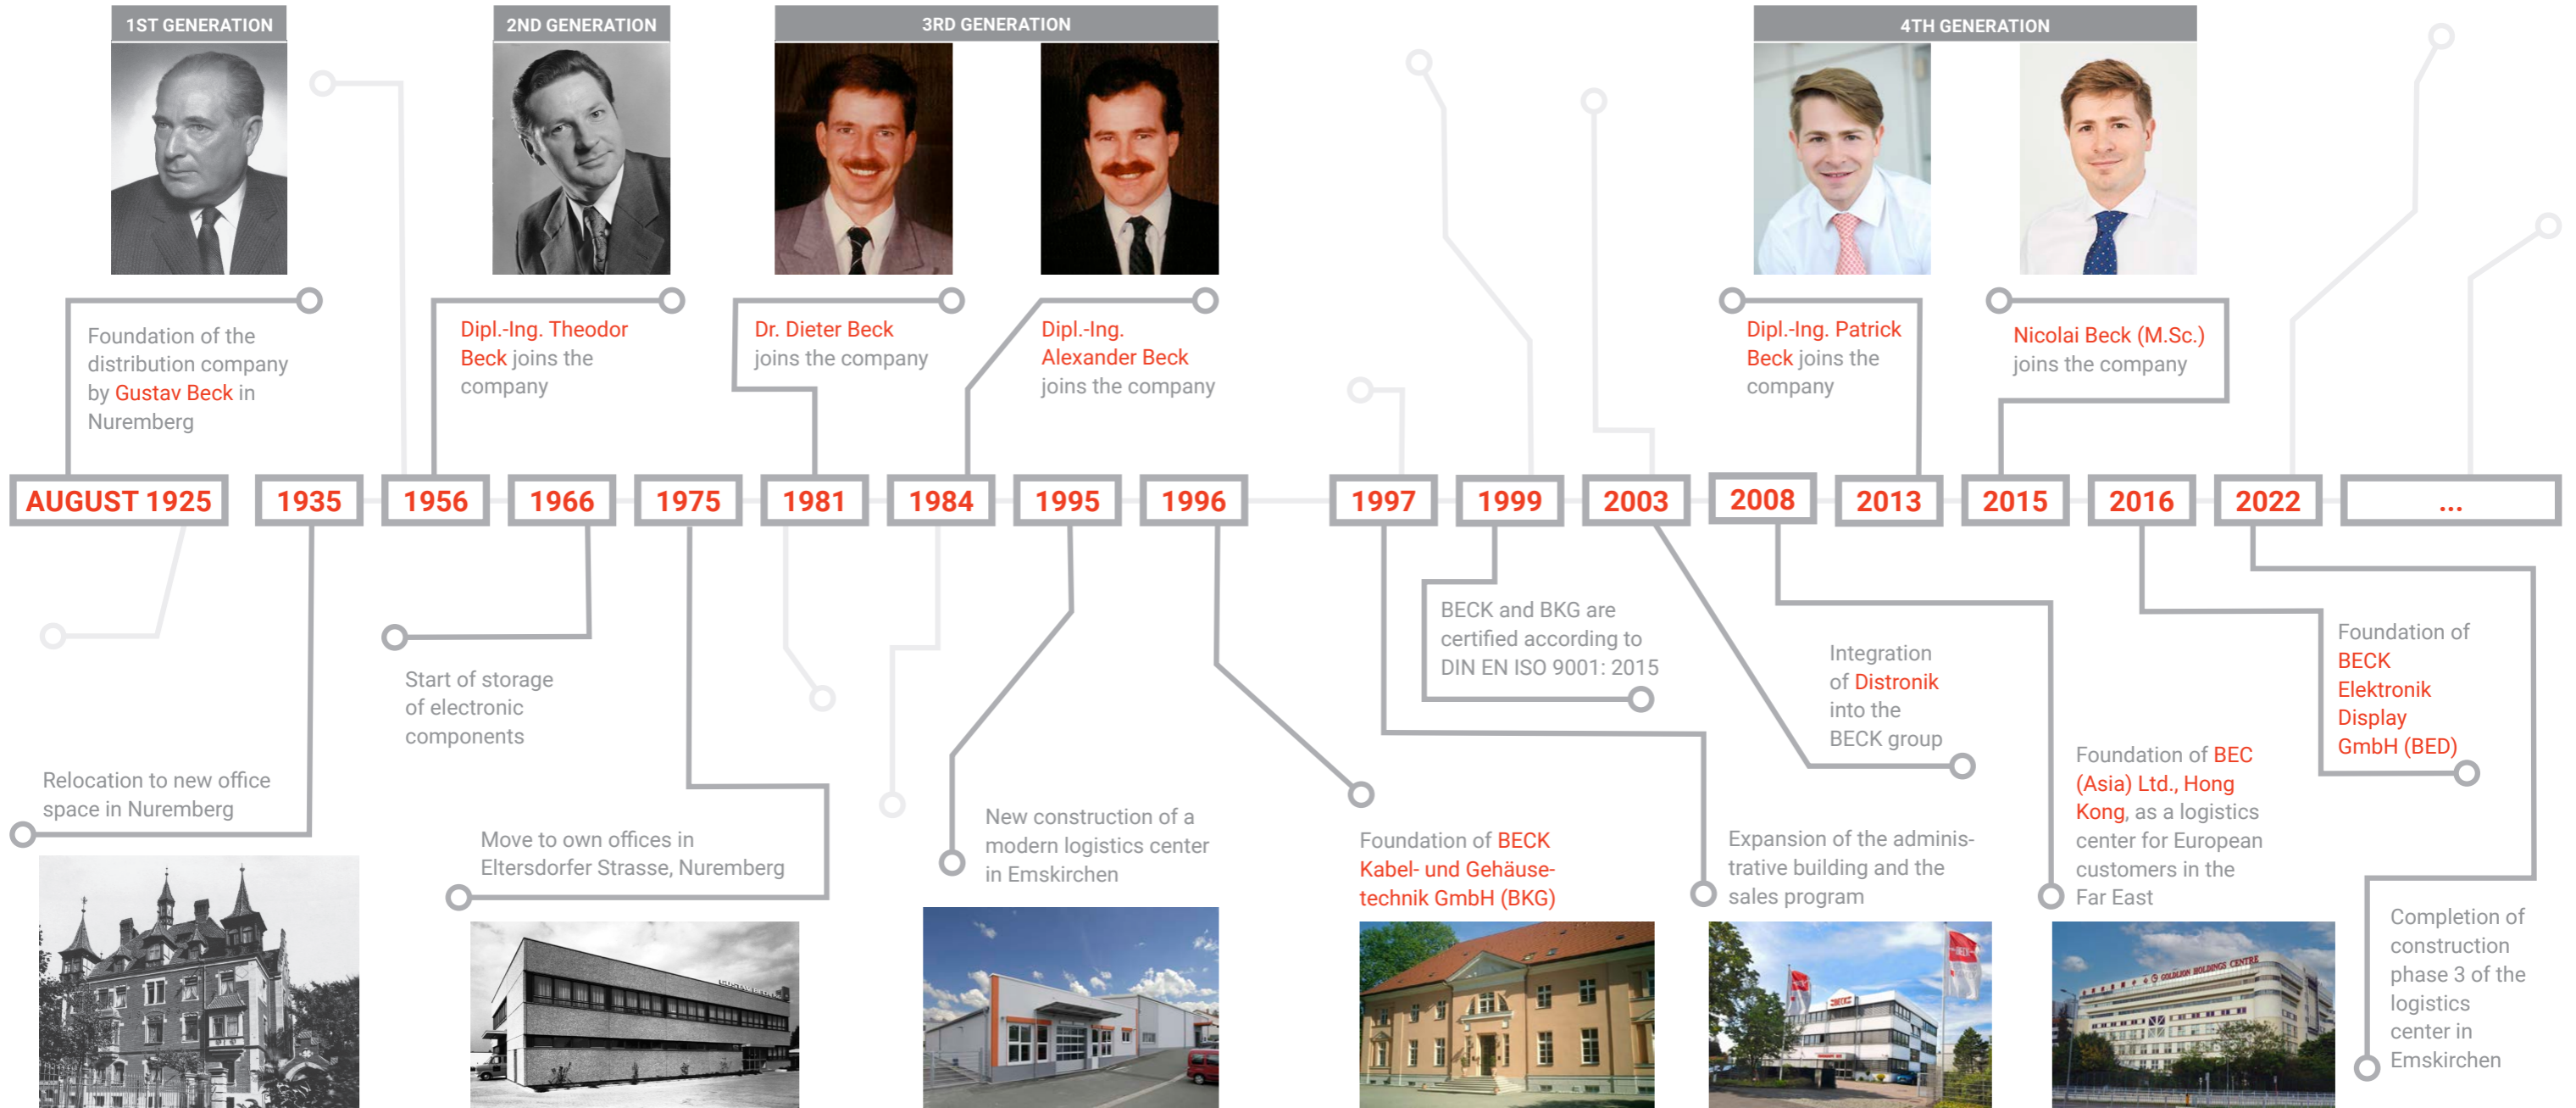 1ST GENERATION
2ND GENERATION
3RD GENERATION
4TH GENERATION
Foundation of the
distribution company
by Gustav Beck in
Nuremberg
Dipl.-Ing. Theodor
Beck joins the
company
Dr. Dieter Beck
joins the company
Dipl.-Ing.
Alexander Beck
joins the company
Dipl.-Ing. Patrick
Beck joins the
company
Nicolai Beck (M.Sc.)
joins the company
AUGUST 1925
1935
1956
1966
1975
1981
1984
1995
1996
1997
1999
2003
2008
2013
2015
2016
2022
...
Relocation to new office
space in Nuremberg
Start of storage
of electronic
components
Move to own offices in
Eltersdorfer Strasse, Nuremberg
New construction of a
modern logistics center
in Emskirchen
Foundation of BECK
Kabel- und Gehäuse-
technik GmbH (BKG)
BECK and BKG are
certified according to
DIN EN ISO 9001: 2015
Expansion of the adminis-
trative building and the
sales program
Integration
of Distronik
into the
BECK group
Foundation of BEC
(Asia) Ltd., Hong
Kong, as a logistics
center for European
customers in the
Far East
Foundation of
BECK
Elektronik
Display
GmbH (BED)
Completion of
construction
phase 3 of the
logistics
center in
Emskirchen
GOLDLION HOLDINGS CENTRE